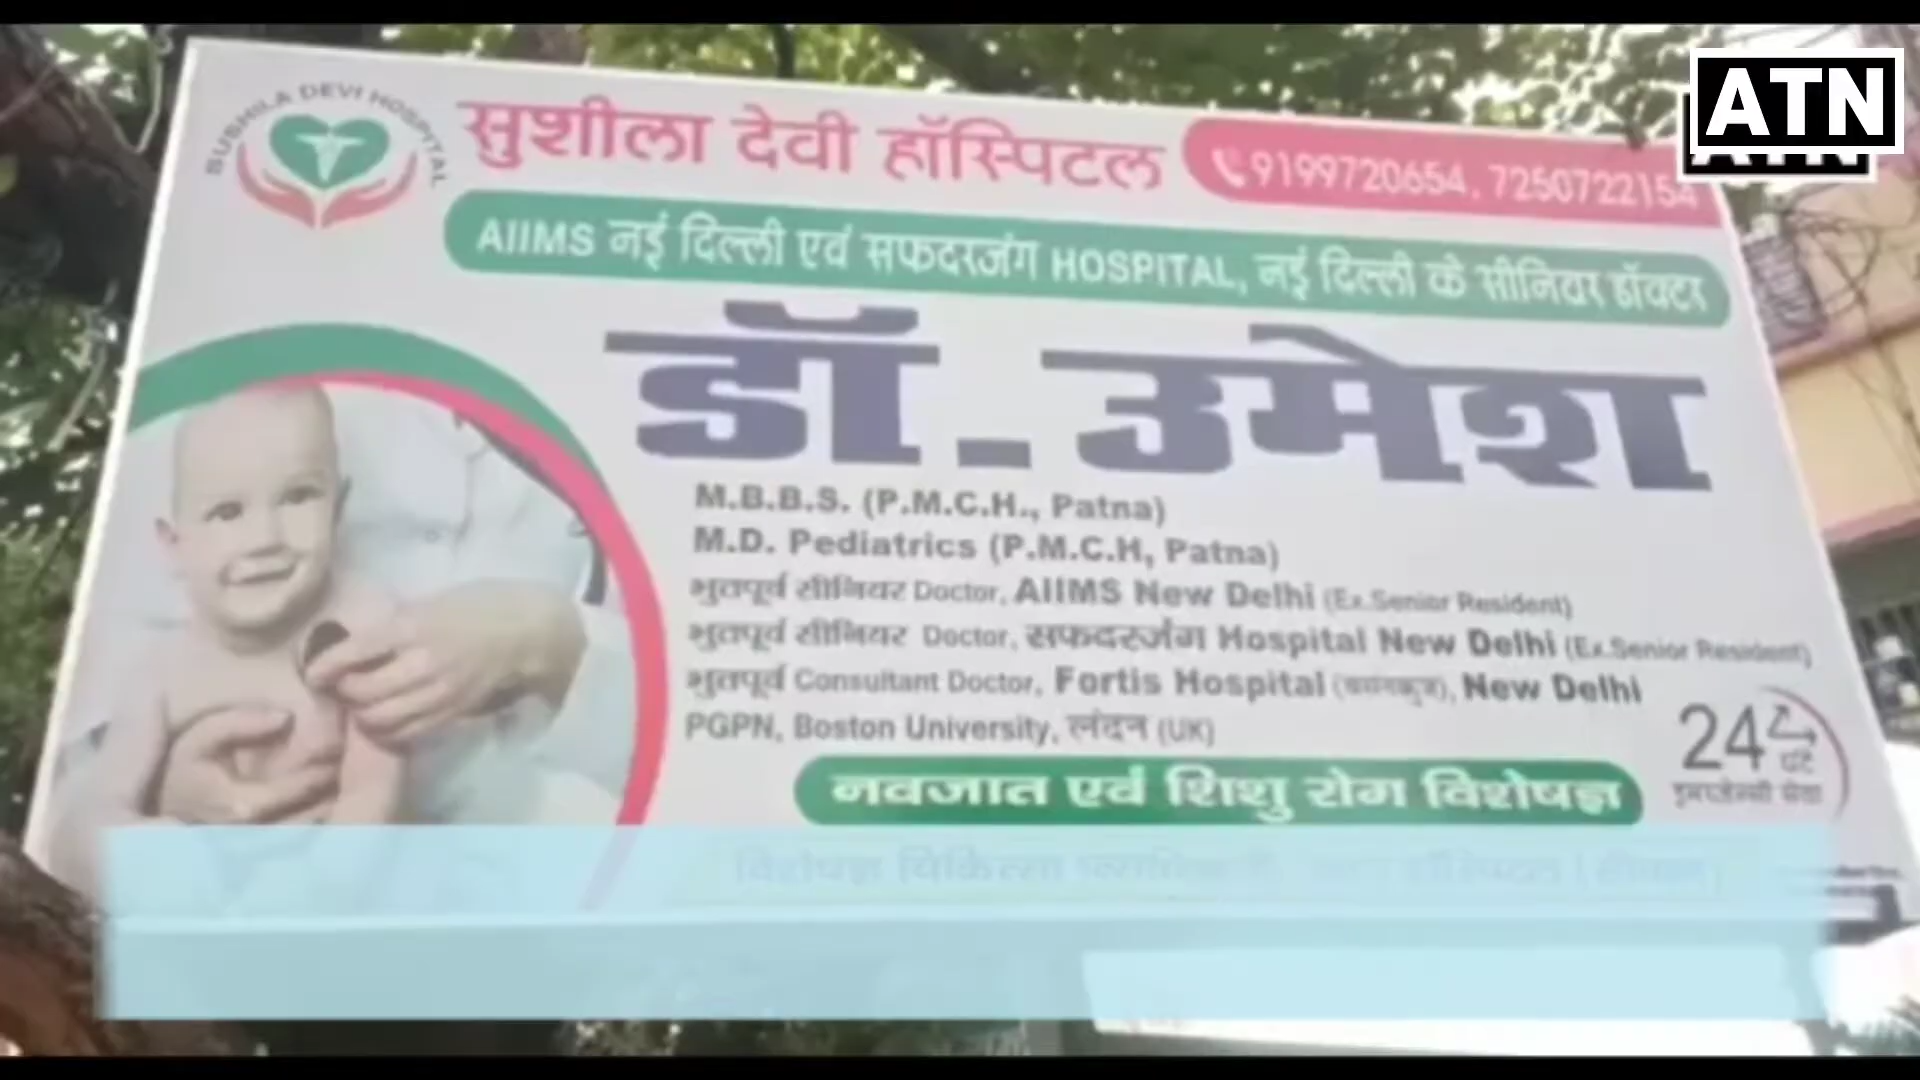 ATN
SUSHILA DEVI HOSPITAL
सुशीला देवी हॉस्पिटल
9199720654, 7250722154
AIIMS नई दिल्ली एवं सफदरजंग HOSPITAL, नई दिल्ली के सीनियर डॉक्टर
डॉ. उमेश
M.B.B.S. (P.M.C.H., Patna)
M.D. Pediatrics (P.M.C.H, Patna)
भुतपूर्व सीनियर Doctor, AIIMS New Delhi (Ex.Senior Resident)
भुतपूर्व सीनियर Doctor, सफदरजंग Hospital New Delhi (Ex.Senior Resident)
भुतपूर्व Consultant Doctor, Fortis Hospital New Delhi
PGPN, Boston University, लंदन (UK)
24 घंटे
इमरजेन्सी सेवा
नवजात एवं शिशु रोग विशेषज्ञ
विशेषज्ञ चिकित्सा